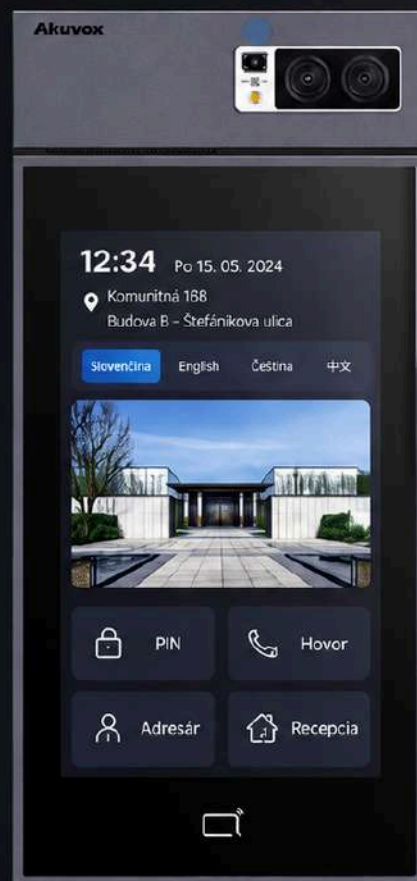 Akuvox
12:34 Po 15. 05. 2024
Komunitná 168
Budova B – Štefánikova ulica
Slovenčina English Čeština 中文
PIN Hovor
Adresár Recepcia